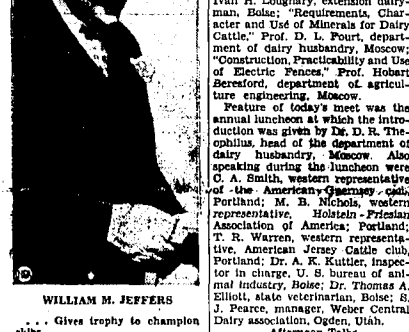 WILLIAM M. JEFFERS
. . . Gives trophy to champion
Ivan H. Loughary, extension dairy-
man, Boise; "Requirements, Char-
acter and Use of Minerals for Dairy
Cattle," Prof. D. L. Fourt, depart-
ment of dairy husbandry, Moscow;
"Construction, Practicability and Use
of Electric Fences," Prof. Hobart
Beresford, department of agricul-
ture engineering, Moscow.
Feature of today's meet was the
annual luncheon at which the intro-
duction was given by Dr. D. R. The-
ophilus, head of the department of
dairy husbandry, Moscow. Also
speaking during the luncheon were
O. A. Smith, western representative
of the American Guernsey club,
Portland; M. B. Nichols, western
representative, Holstein-Friesian
Association of America; Portland;
T. R. Warren, western representa-
tive, American Jersey Cattle club,
Portland; Dr. A. K. Kuttler, inspec-
tor in charge, U. S. bureau of ani-
mal industry, Boise; Dr. Thomas A.
Elliott, state veterinarian, Boise; S.
J. Pearce, manager, Weber Central
Dairy association, Ogden, Utah.